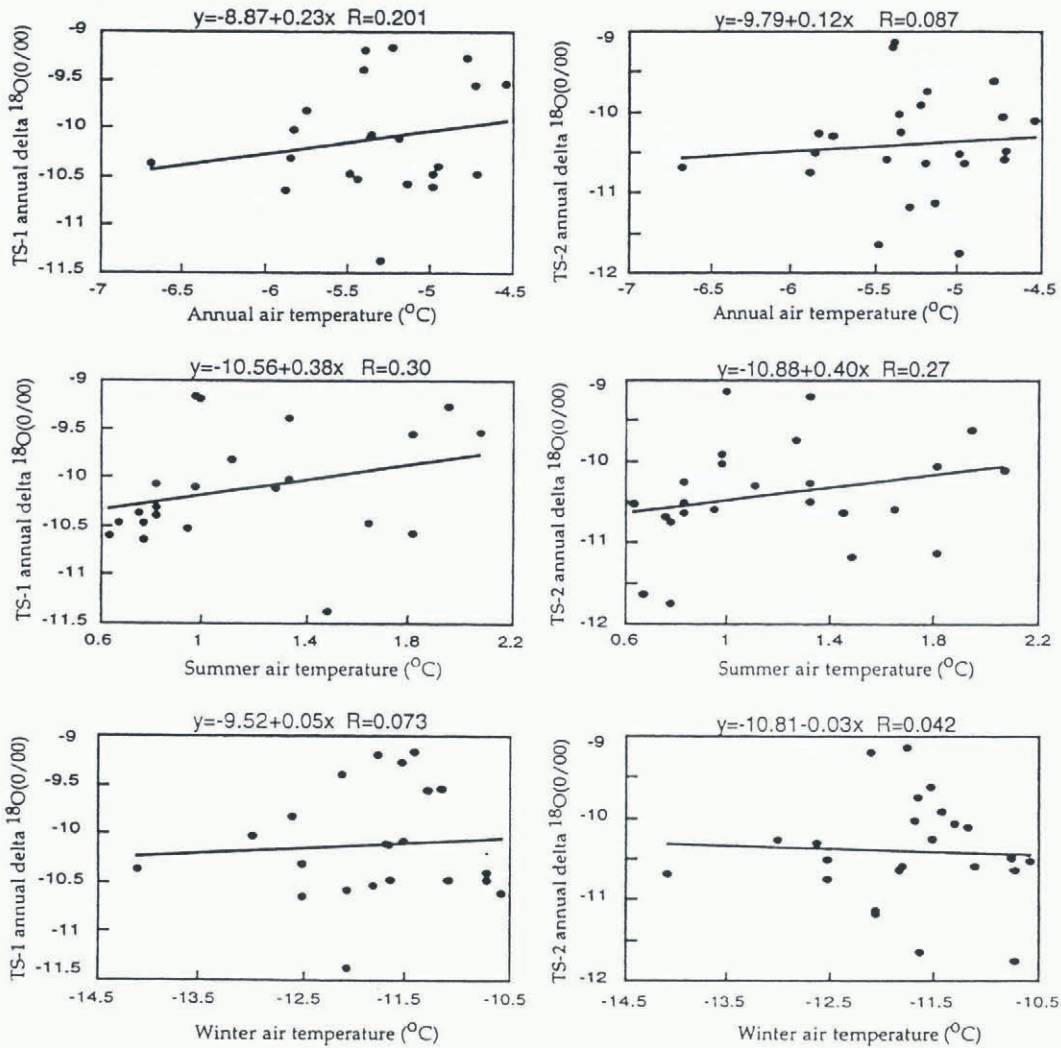 y=-8.87+0.23x R=0.201
TS-1 annual delta 18O(0/00)
-9
-9.5
-10
-10.5
-11
-11.5
-7 -6.5 -6 -5.5 -5 -4.5
Annual air temperature (OC)
y=-9.79+0.12x R=0.087
TS-2 annual delta 18O(0/00)
-9
-10
-11
-12
-7 -6.5 -6 -5.5 -5 -4.5
Annual air temperature (OC)
y=-10.56+0.38x R=0.30
TS-1 annual delta 18O(0/00)
-9
-9.5
-10
-10.5
-11
-11.5
0.6 1 1.4 1.8 2.2
Summer air temperature (OC)
y=-10.88+0.40x R=0.27
TS-2 annual delta 18O(0/00)
-9
-10
-11
-12
0.6 1 1.4 1.8 2.2
Summer air temperature (OC)
y=-9.52+0.05x R=0.073
TS-1 annual delta 18O(0/00)
-9
-9.5
-10
-10.5
-11
-11.5
-14.5 -13.5 -12.5 -11.5 -10.5
Winter air temperature (OC)
y=-10.81-0.03x R=0.042
TS-2 annual delta 18O(0/00)
-9
-10
-11
-12
-14.5 -13.5 -12.5 -11.5 -10.5
Winter air temperature (OC)